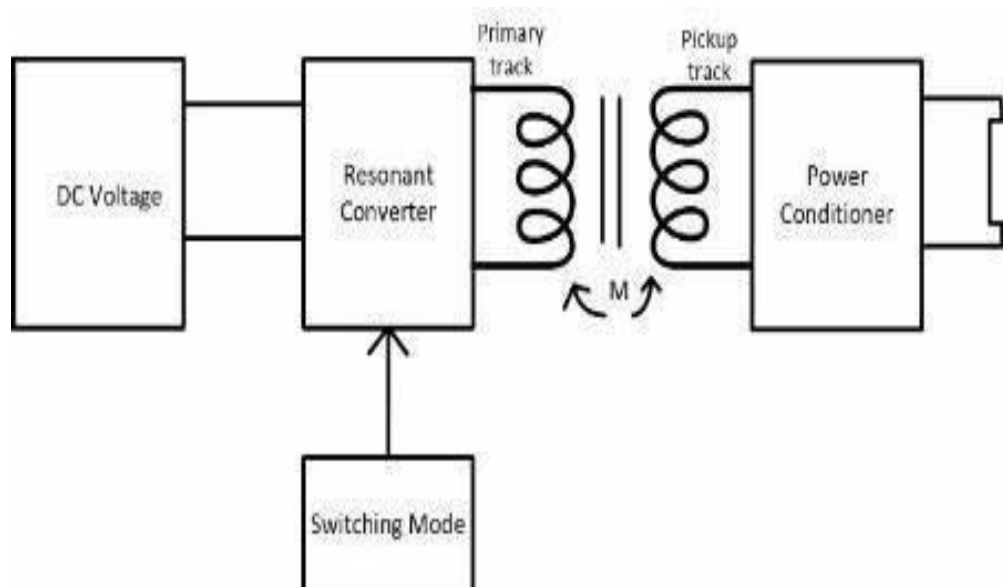 Primary
track
Pickup
track
DC Voltage
Resonant
Converter
Power
Conditioner
M
Switching Mode